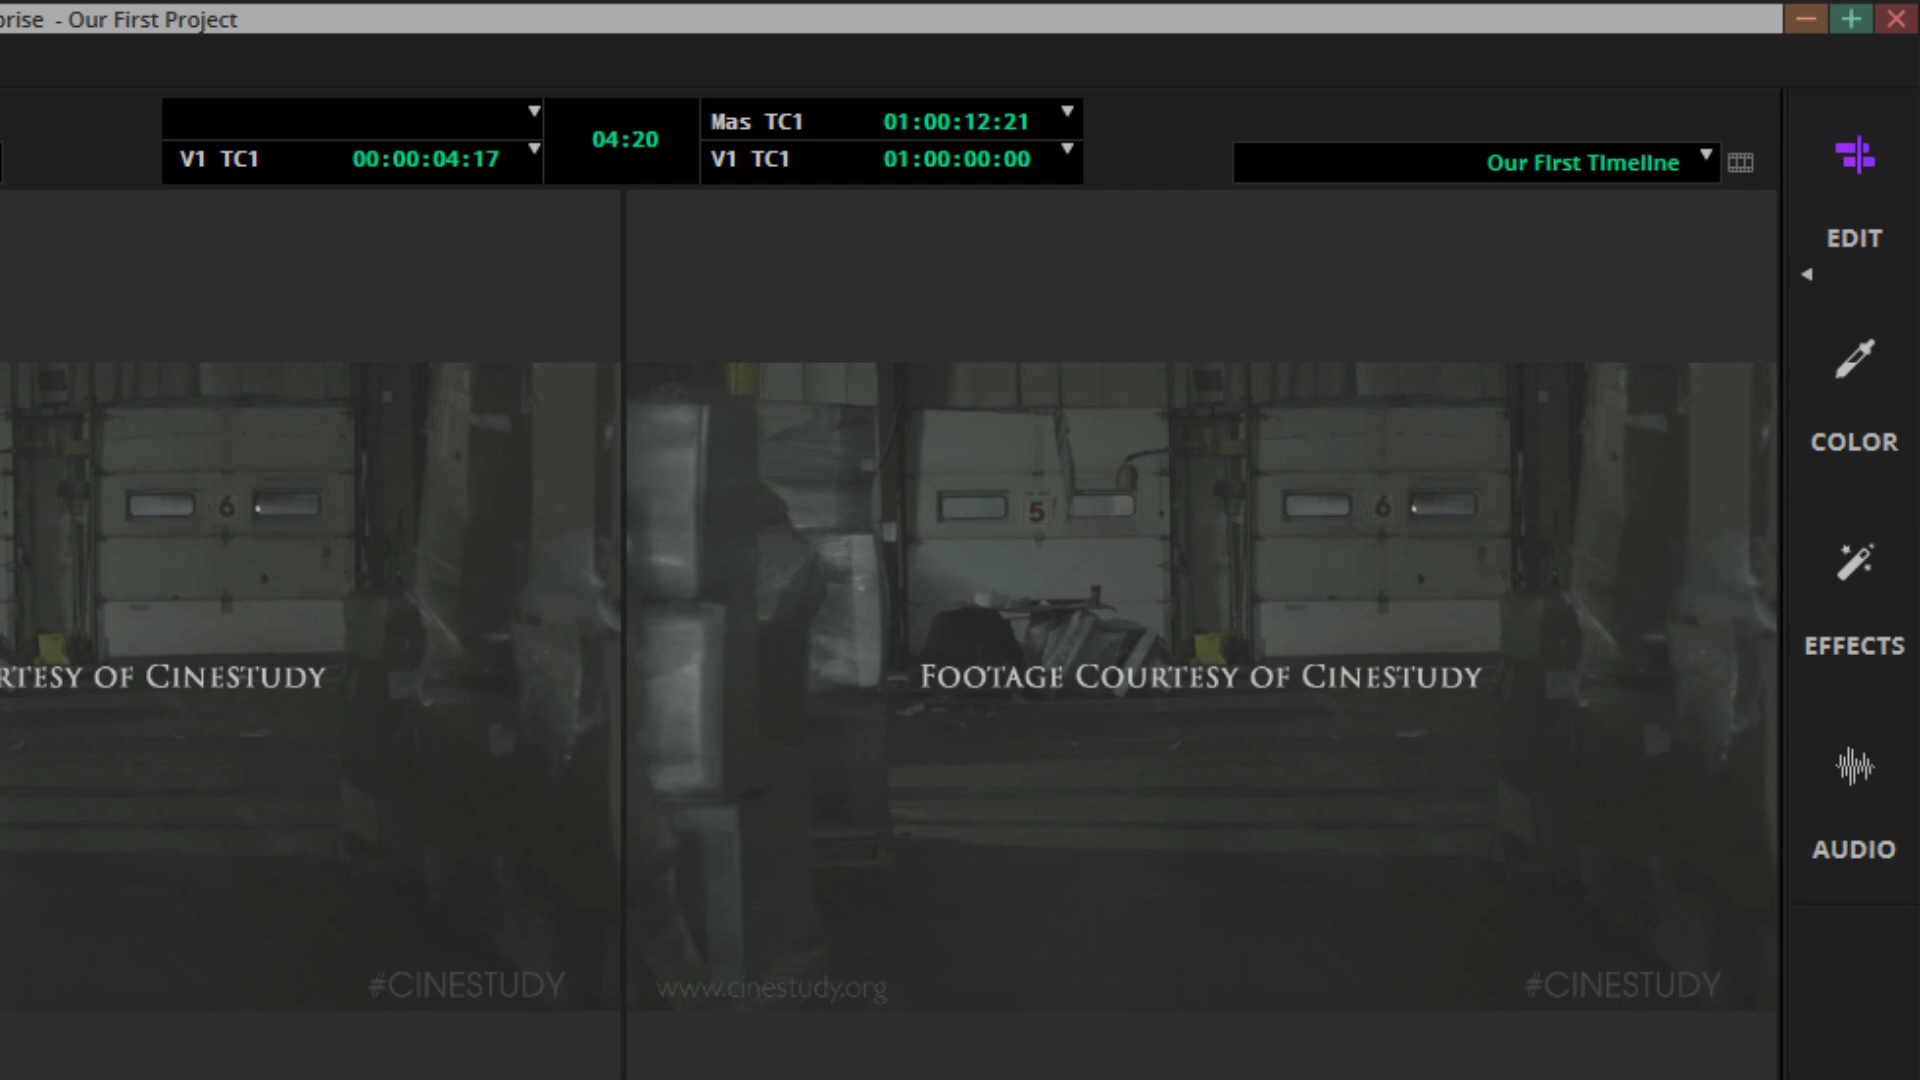 prise - Our First Project
V1 TC1 00:00:04:17
04:20
Mas TC1 01:00:12:21
V1 TC1 01:00:00:00
Our FIrst TImelIne
EDIT
COLOR
EFFECTS
AUDIO
6
5
6
RTESY OF CINESTUDY
FOOTAGE COURTESY OF CINESTUDY
#CINESTUDY
www.cinestudy.org
#CINESTUDY